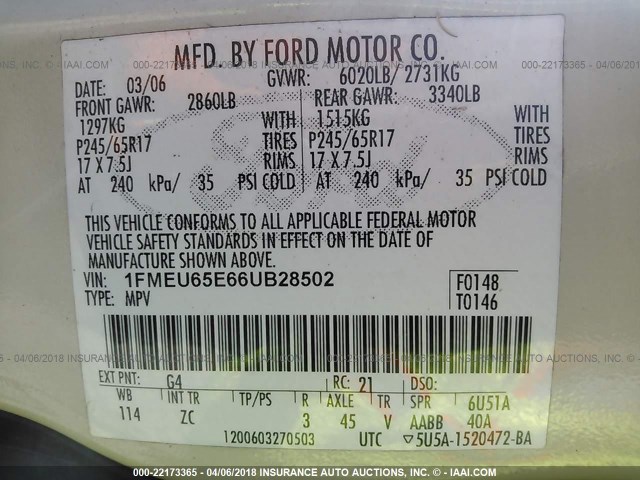 MFD. BY FORD MOTOR CO.
DATE: 03/06 GVWR: 6020LB/ 2731KG
FRONT GAWR: 2860LB REAR GAWR: 3340LB
1297KG WITH 1515KG WITH
P245/65R17 TIRES P245/65R17 TIRES
17 X 7.5J RIMS 17 X 7.5J RIMS
AT 240 kPa/ 35 PSI COLD AT 240 kPa/ 35 PSI COLD
THIS VEHICLE CONFORMS TO ALL APPLICABLE FEDERAL MOTOR
VEHICLE SAFETY STANDARDS IN EFFECT ON THE DATE OF
MANUFACTURE SHOWN ABOVE.
VIN: 1FMEU65E66UB28502 F0148
TYPE: MPV T0146
EXT PNT: G4 RC: 21 DSO:
WB INT TR TP/PS R AXLE TR SPR 6U51A
114 ZC 3 45 V AABB 40A
1200603270503 UTC ▽5U5A-1520472-BA
000-22173365 - 04/06/2018 - INSURANCE AUTO AUCTIONS INC. - WWW.IAAI.COM